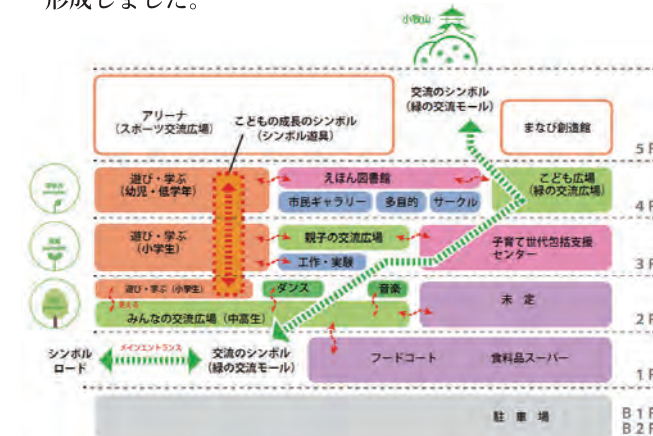 形成しました。
小牧山
交流のシンボル
(緑の交流モール)
アリーナ
(スポーツ交流広場)
こどもの成長のシンボル
(シンボル遊具)
まなび創造館
5F
遊び・学ぶ
(幼児・低学年)
えほん図書館
こども広場
(緑の交流広場)
市民ギャラリー
多目的
サークル
4F
遊び・学ぶ
(小学生)
親子の交流広場
子育て世代包括支援
センター
工作・実験
3F
遊び・学ぶ(小学生)
ダンス
音楽
未定
みんなの交流広場(中高生)
2F
シンボル
ロード
メインエントランス
交流のシンボル
(緑の交流モール)
フードコート
食料品スーパー
1F
駐車場
B1F
B2F